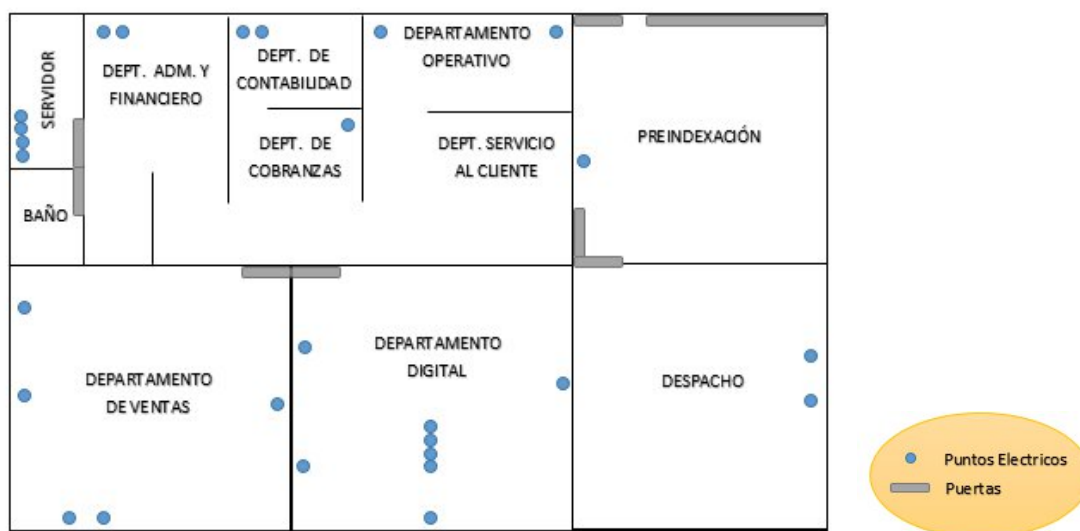 SERVIDOR
DEPT. ADM. Y
FINANCIERO
DEPT. DE
CONTABILIDAD
DEPARTAMENTO
OPERATIVO
DEPT. DE
COBRANZAS
DEPT. SERVICIO
AL CLIENTE
PREINDEXACIÓN
BAÑO
DEPARTAMENTO
DE VENTAS
DEPARTAMENTO
DIGITAL
DESPACHO
Puntos Electricos
Puertas